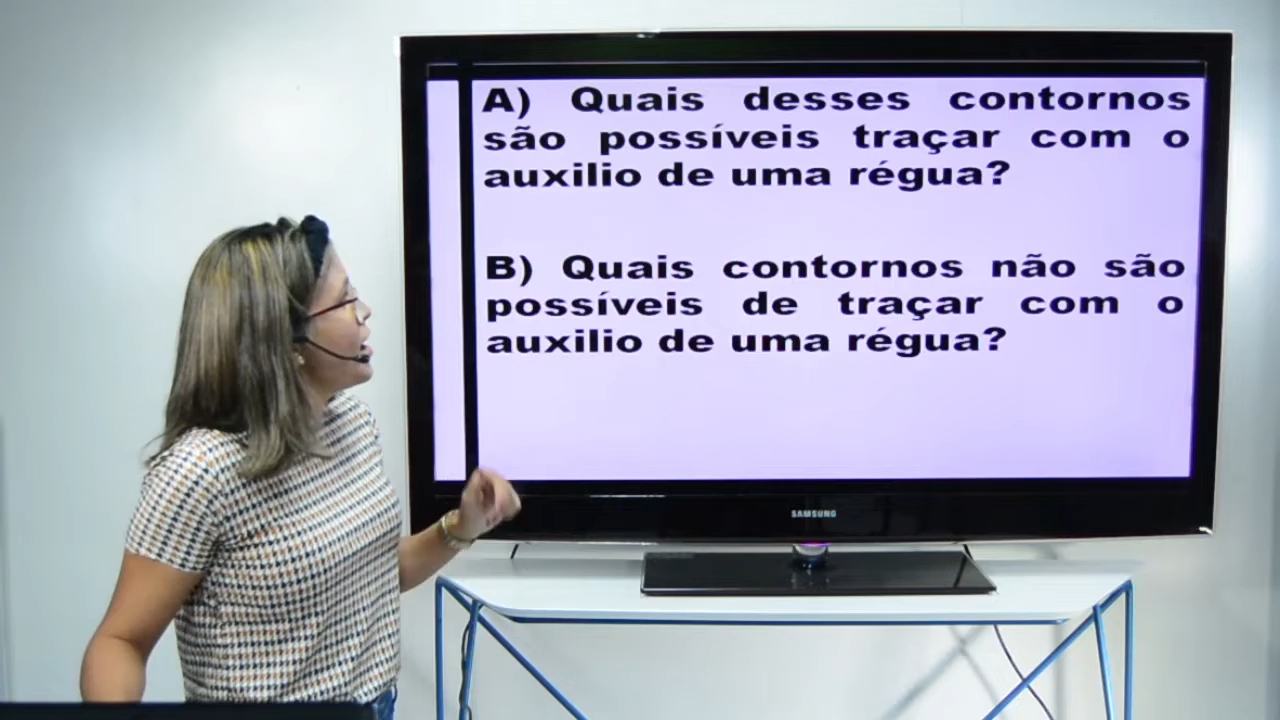 A) Quais desses contornos
são possíveis traçar com o
auxilio de uma régua?
B) Quais contornos não são
possíveis de traçar com o
auxilio de uma régua?
SAMSUNG